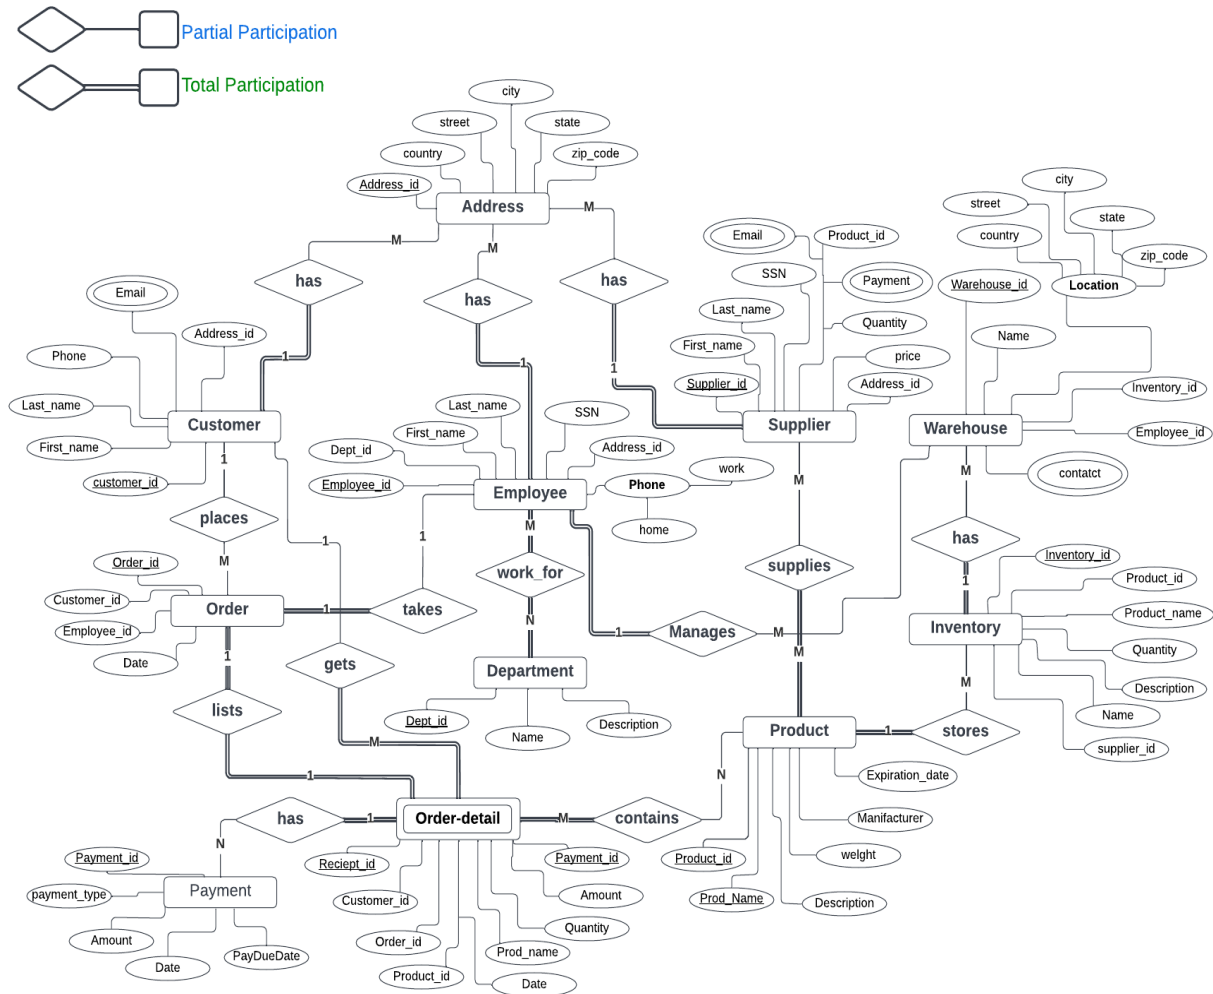 Partial Participation
Total Participation
city
street
state
country
zip_code
Address_id
Address
M
M
M
has
has
has
1
1
1
Email
Address_id
Phone
Last_name
First_name
customer_id
Customer
1
places
M
1
Order_id
Customer_id
Employee_id
Date
Order
1
takes
1
1
lists
1
gets
M
Last_name
First_name
SSN
Dept_id
Address_id
Employee_id
Employee
Phone
work
home
M
work_for
N
Department
Dept_id
Name
Description
1
Manages
M
Email
Product_id
SSN
Payment
Last_name
Quantity
First_name
price
Supplier_id
Address_id
Supplier
M
supplies
M
city
street
state
country
zip_code
Warehouse_id
Location
Name
Inventory_id
Employee_id
Warehouse
contatct
M
has
1
Inventory_id
Product_id
Product_name
Inventory
Quantity
Description
Name
supplier_id
M
stores
1
Product
Expiration_date
Manifacturer
welght
Description
Product_id
Prod_Name
N
contains
M
Order-detail
1
has
N
Payment
Payment_id
payment_type
Amount
Date
PayDueDate
Reciept_id
Customer_id
Order_id
Product_id
Date
Prod_name
Quantity
Amount
Payment_id